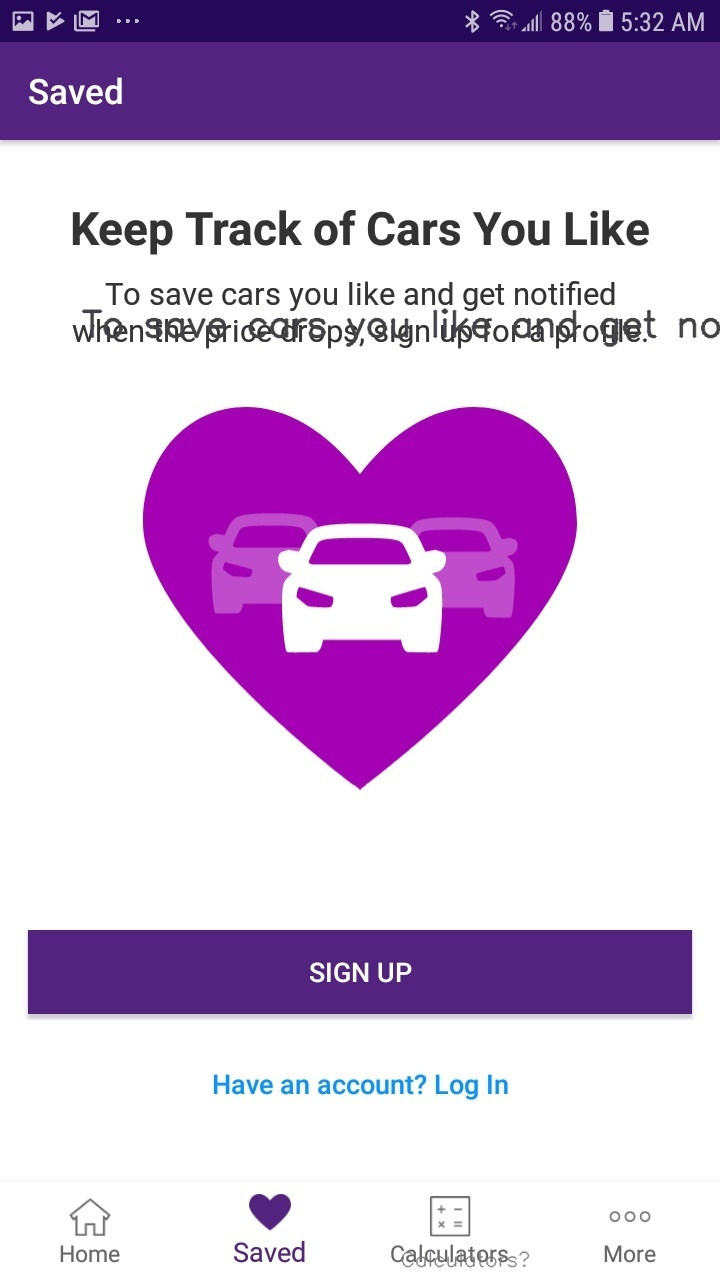 88% 5:32 AM
Saved
Keep Track of Cars You Like
To save cars you like and get notified
To save cars you like and get no
when the price drops, sign up for a profile.
SIGN UP
Have an account? Log In
Home
Saved
Calculators
Calculators?
More